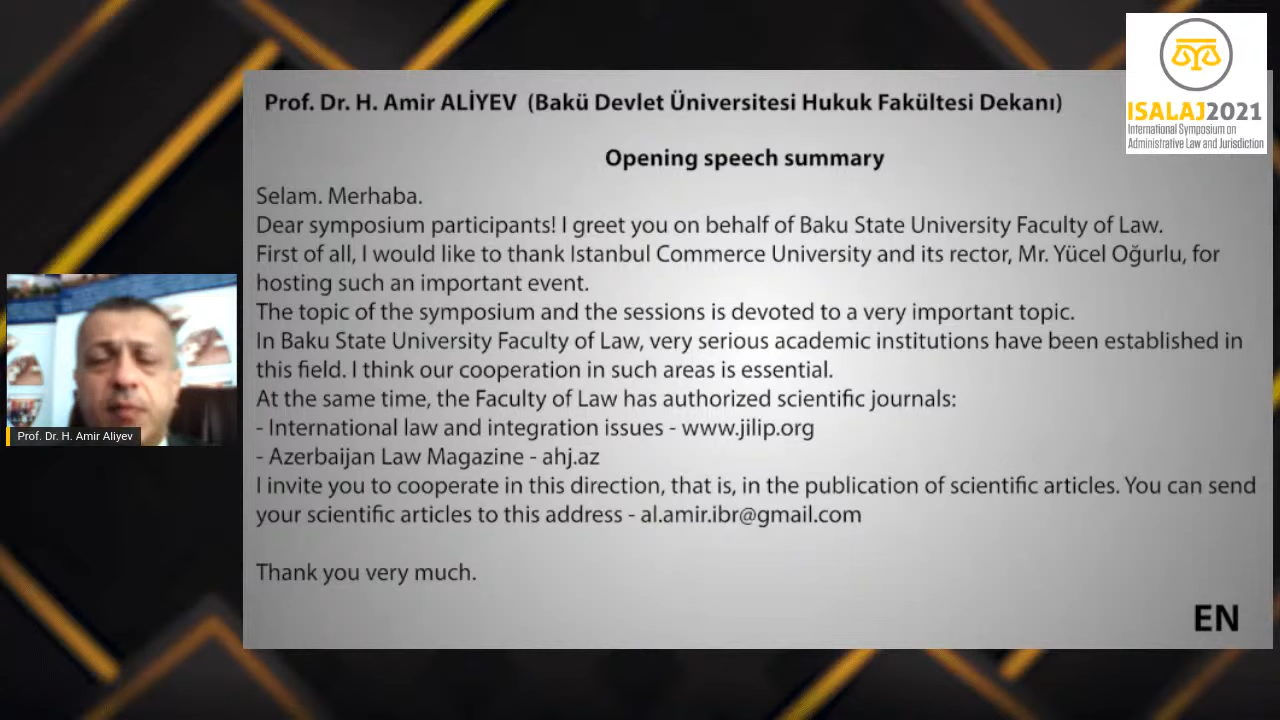 ISALAJ2021
International Symposium on
Administrative Law and Jurisdiction
Prof. Dr. H. Amir ALİYEV (Bakü Devlet Üniversitesi Hukuk Fakültesi Dekanı)
Opening speech summary
Selam. Merhaba.
Dear symposium participants! I greet you on behalf of Baku State University Faculty of Law.
First of all, I would like to thank Istanbul Commerce University and its rector, Mr. Yücel Oğurlu, for
hosting such an important event.
The topic of the symposium and the sessions is devoted to a very important topic.
In Baku State University Faculty of Law, very serious academic institutions have been established in
this field. I think our cooperation in such areas is essential.
At the same time, the Faculty of Law has authorized scientific journals:
- International law and integration issues - www.jilip.org
- Azerbaijan Law Magazine - ahj.az
I invite you to cooperate in this direction, that is, in the publication of scientific articles. You can send
your scientific articles to this address - al.amir.ibr@gmail.com
Thank you very much.
EN
Prof. Dr. H. Amir Aliyev